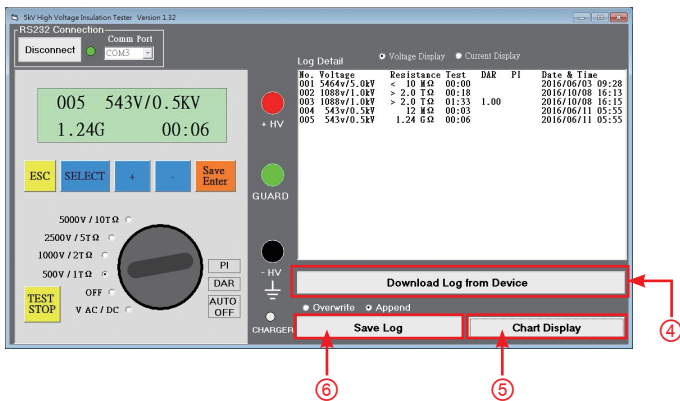 5kV High Voltage Insulation Tester Version 1.32
RS232 Connection
Comm Port
Disconnect
COM3
Log Detail
Voltage Display
Current Display
No. Voltage Resistance Test DAR PI Date & Time
001 5464v/5.0kV < 10 MΩ 00:00 2016/06/03 09:28
002 1088v/1.0kV > 2.0 TΩ 00:18 2016/10/08 16:13
003 1088v/1.0kV > 2.0 TΩ 01:33 1.00 2016/10/08 16:15
004 543v/0.5kV 12 MΩ 00:03 2016/06/11 05:55
005 543v/0.5kV 1.24 GΩ 00:06 2016/06/11 05:55
005 543V/0.5KV
1.24G 00:06
+ HV
ESC
SELECT
+
-
Save
Enter
GUARD
5000V / 10TΩ
2500V / 5TΩ
1000V / 2TΩ
500V / 1TΩ
OFF
V AC / DC
TEST
STOP
PI
DAR
AUTO
OFF
- HV
CHARGER
Download Log from Device
④
Overwrite
Append
Save Log
Chart Display
⑥
⑤